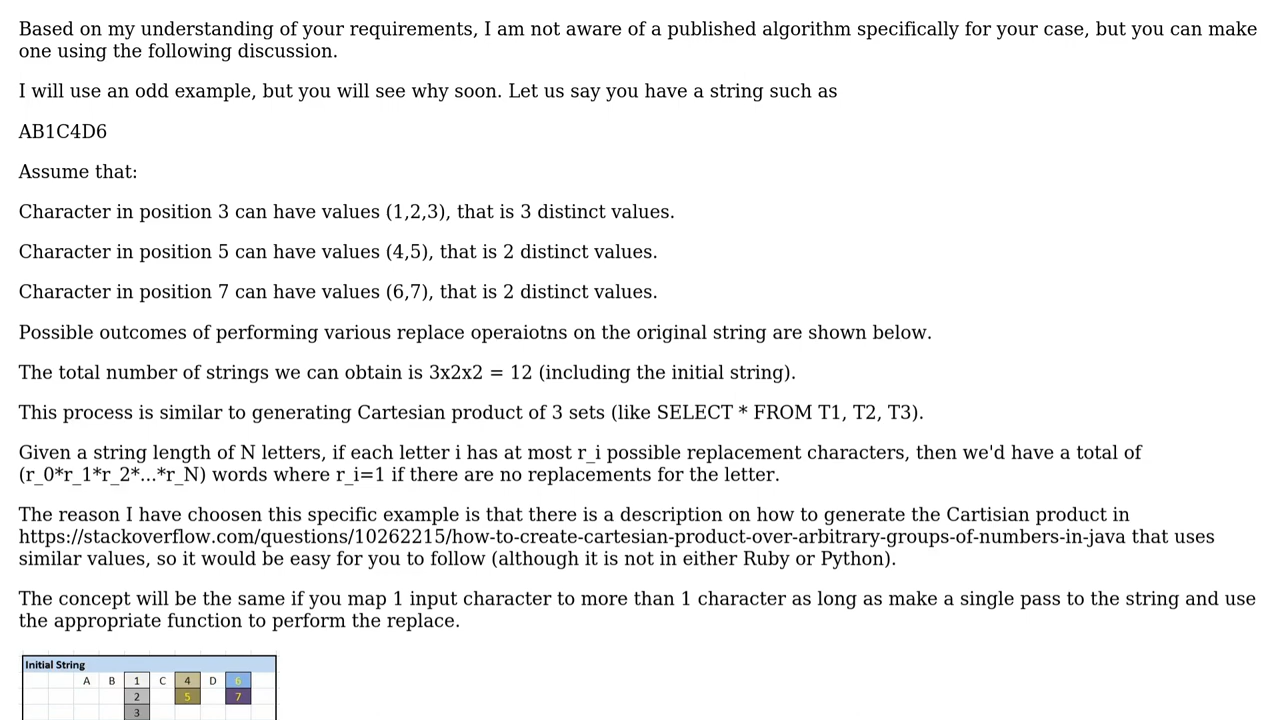 Based on my understanding of your requirements, I am not aware of a published algorithm specifically for your case, but you can make
one using the following discussion.
I will use an odd example, but you will see why soon. Let us say you have a string such as
AB1C4D6
Assume that:
Character in position 3 can have values (1,2,3), that is 3 distinct values.
Character in position 5 can have values (4,5), that is 2 distinct values.
Character in position 7 can have values (6,7), that is 2 distinct values.
Possible outcomes of performing various replace operaiotns on the original string are shown below.
The total number of strings we can obtain is 3x2x2 = 12 (including the initial string).
This process is similar to generating Cartesian product of 3 sets (like SELECT * FROM T1, T2, T3).
Given a string length of N letters, if each letter i has at most r_i possible replacement characters, then we'd have a total of
(r_0*r_1*r_2*...*r_N) words where r_i=1 if there are no replacements for the letter.
The reason I have choosen this specific example is that there is a description on how to generate the Cartisian product in
https://stackoverflow.com/questions/10262215/how-to-create-cartesian-product-over-arbitrary-groups-of-numbers-in-java that uses
similar values, so it would be easy for you to follow (although it is not in either Ruby or Python).
The concept will be the same if you map 1 input character to more than 1 character as long as make a single pass to the string and use
the appropriate function to perform the replace.
Initial String
A B 1 C 4 D 6
2 5 7
3